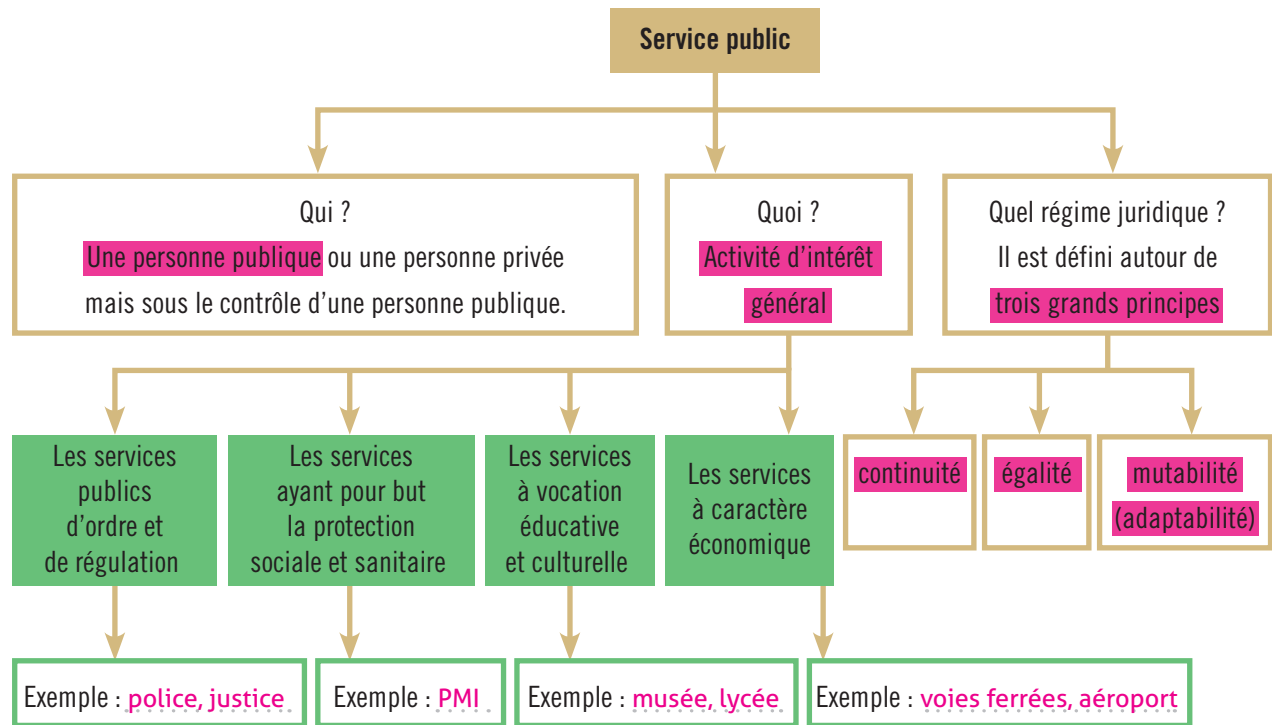 Service public
Qui ?
Une personne publique ou une personne privée
mais sous le contrôle d'une personne publique.
Quoi ?
Activité d'intérêt
général
Quel régime juridique ?
Il est défini autour de
trois grands principes
Les services
publics
d'ordre et
de régulation
Les services
ayant pour but
la protection
sociale et sanitaire
Les services
à vocation
éducative
et culturelle
Les services
à caractère
économique
continuité
égalité
mutabilité
(adaptabilité)
Exemple : police, justice
Exemple : PMI
Exemple : musée, lycée
Exemple : voies ferrées, aéroport